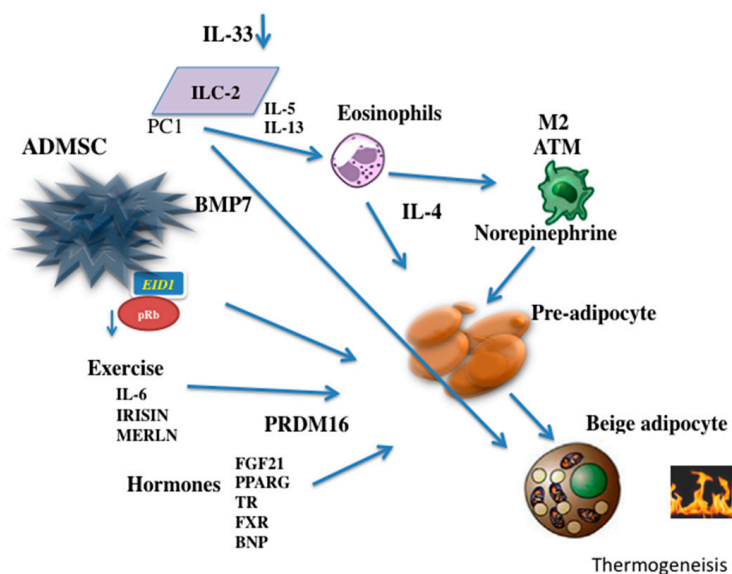 IL-33
ILC-2
IL-5
IL-13
PC1
Eosinophils
M2
ATM
ADMSC
BMP7
IL-4
Norepinephrine
EID1
pRb
Pre-adipocyte
Exercise
IL-6
IRISIN
MERLN
PRDM16
Beige adipocyte
Hormones
FGF21
PPARG
TR
FXR
BNP
Thermogeneisis